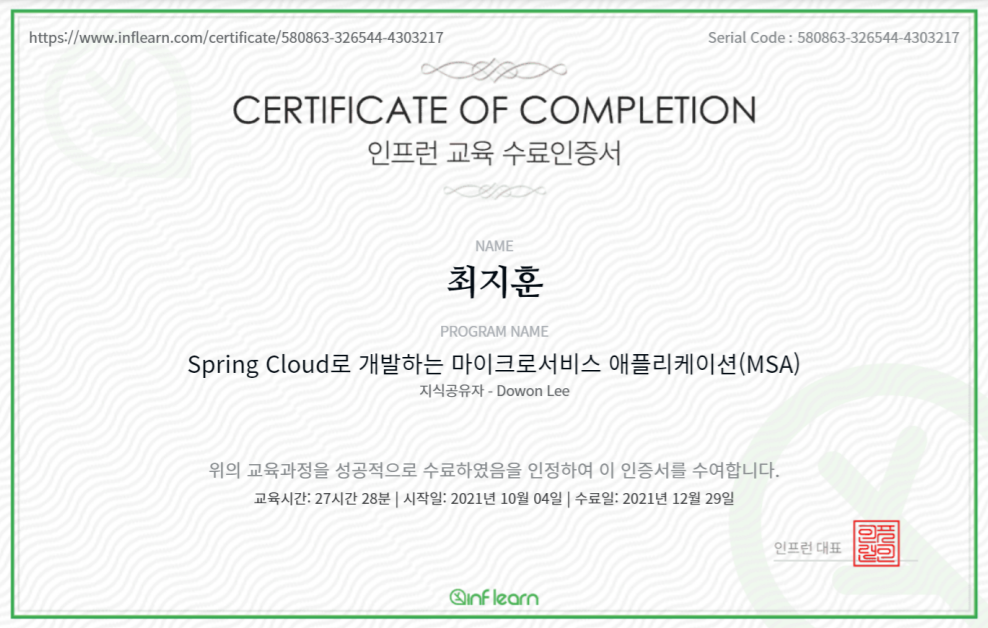 https://www.inflearn.com/certificate/580863-326544-4303217
Serial Code : 580863-326544-4303217
CERTIFICATE OF COMPLETION
인프런 교육 수료인증서
NAME
최지훈
PROGRAM NAME
Spring Cloud로 개발하는 마이크로서비스 애플리케이션(MSA)
지식공유자 - Dowon Lee
위의 교육과정을 성공적으로 수료하였음을 인정하여 이 인증서를 수여합니다.
교육시간: 27시간 28분 | 시작일: 2021년 10월 04일 | 수료일: 2021년 12월 29일
인프런 대표
inflearn